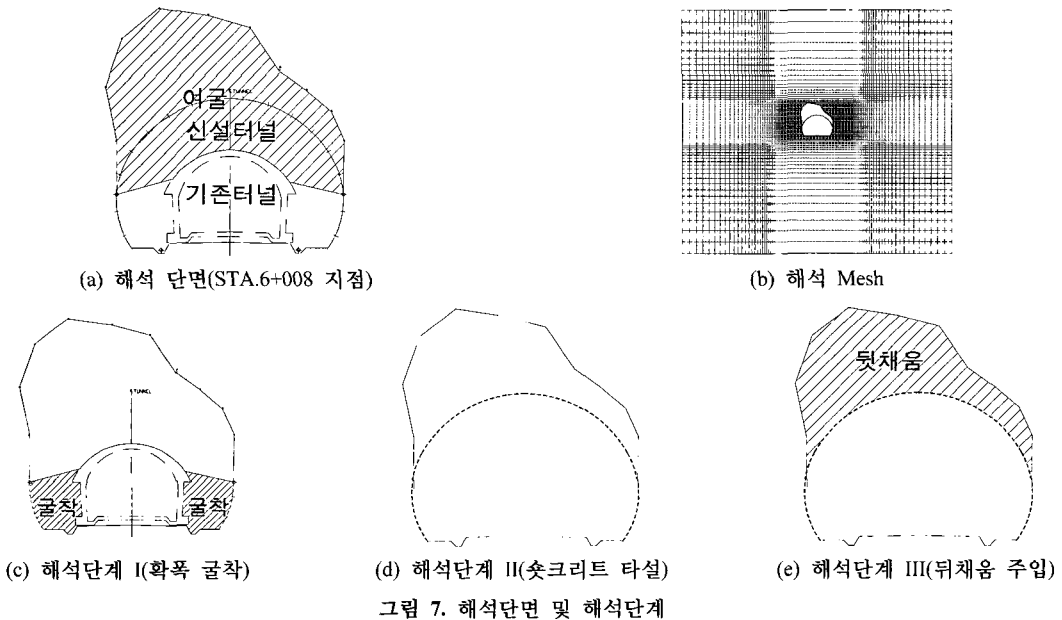 여굴
TUNNEL
신설터널
기존터널
(a) 해석 단면(STA.6+008 지점)
(b) 해석 Mesh
TUNNEL
굴착 굴착
(c) 해석단계 I(확폭 굴착)
(d) 해석단계 II(숏크리트 타설)
뒷채움
(e) 해석단계 III(뒤채움 주입)
그림 7. 해석단면 및 해석단계